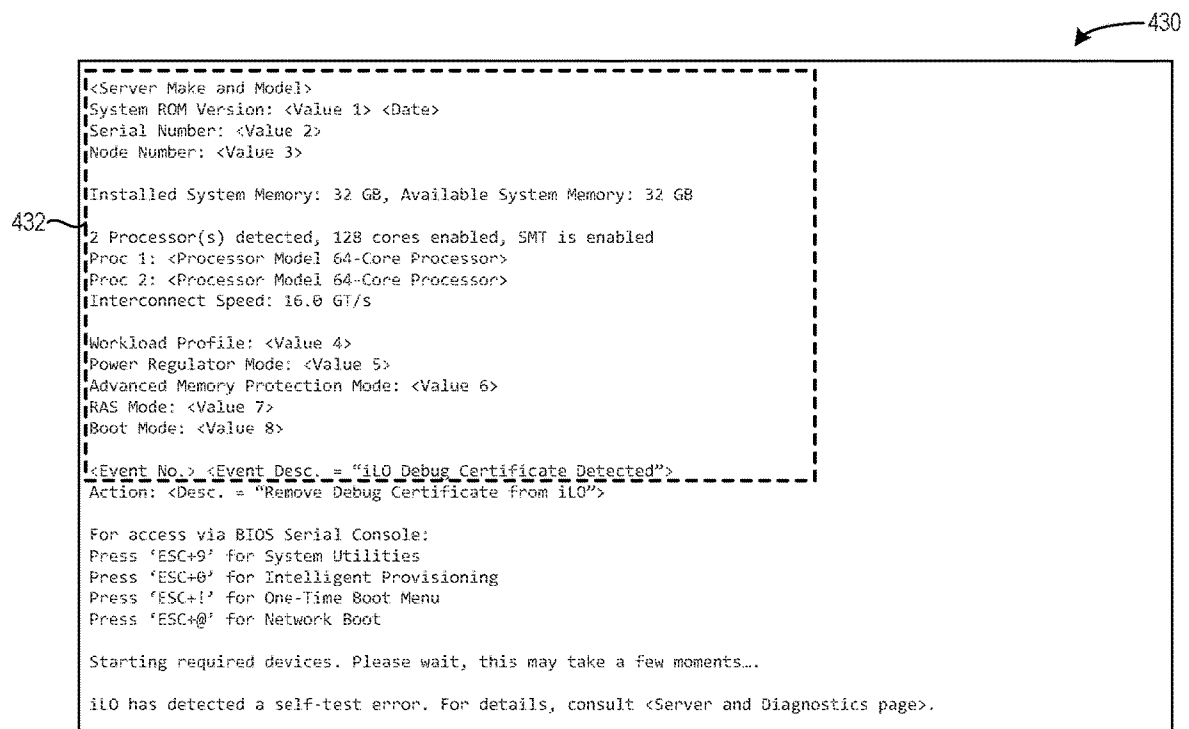 430
<Server Make and Model>
System ROM Version: <Value 1> <Date>
Serial Number: <Value 2>
Node Number: <Value 3>
Installed System Memory: 32 GB, Available System Memory: 32 GB
432
2 Processor(s) detected, 128 cores enabled, SMT is enabled
Proc 1: <Processor Model 64-Core Processor>
Proc 2: <Processor Model 64-Core Processor>
Interconnect Speed: 16.0 GT/s
Workload Profile: <Value 4>
Power Regulator Mode: <Value 5>
Advanced Memory Protection Mode: <Value 6>
RAS Mode: <Value 7>
Boot Mode: <Value 8>
<Event No.> <Event Desc. = “iLO Debug Certificate Detected”>
Action: <Desc. = “Remove Debug Certificate from iLO”>
For access via BIOS Serial Console:
Press ‘ESC+9’ for System Utilities
Press ‘ESC+0’ for Intelligent Provisioning
Press ‘ESC+!’ for One-Time Boot Menu
Press ‘ESC+@’ for Network Boot
Starting required devices. Please wait, this may take a few moments….
iLO has detected a self-test error. For details, consult <Server and Diagnostics page>.